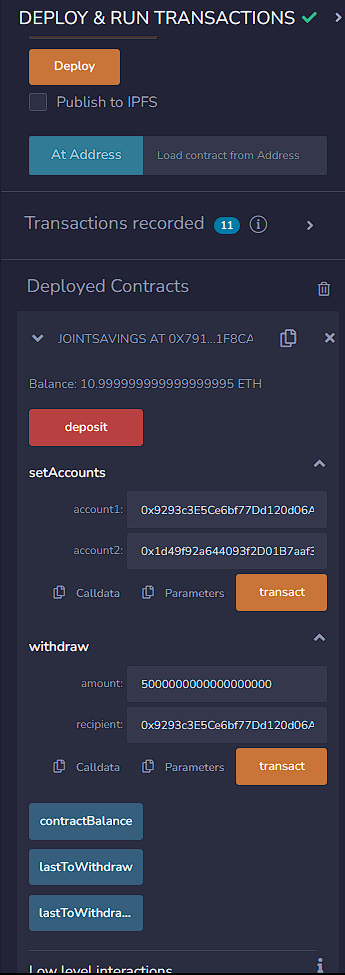 DEPLOY & RUN TRANSACTIONS
Deploy
Publish to IPFS
At Address Load contract from Address
Transactions recorded 11 i
Deployed Contracts
JOINTSAVINGS AT 0X791...1F8CA
Balance: 10.999999999999999995 ETH
deposit
setAccounts
account1: 0x9293c3E5Ce6bf77Dd120d06A
account2: 0x1d49f92a644093f2D01B7aaf3
Calldata Parameters transact
withdraw
amount: 5000000000000000000
recipient: 0x9293c3E5Ce6bf77Dd120d06A
Calldata Parameters transact
contractBalance
lastToWithdraw
lastToWithdra...
Low level interactions i